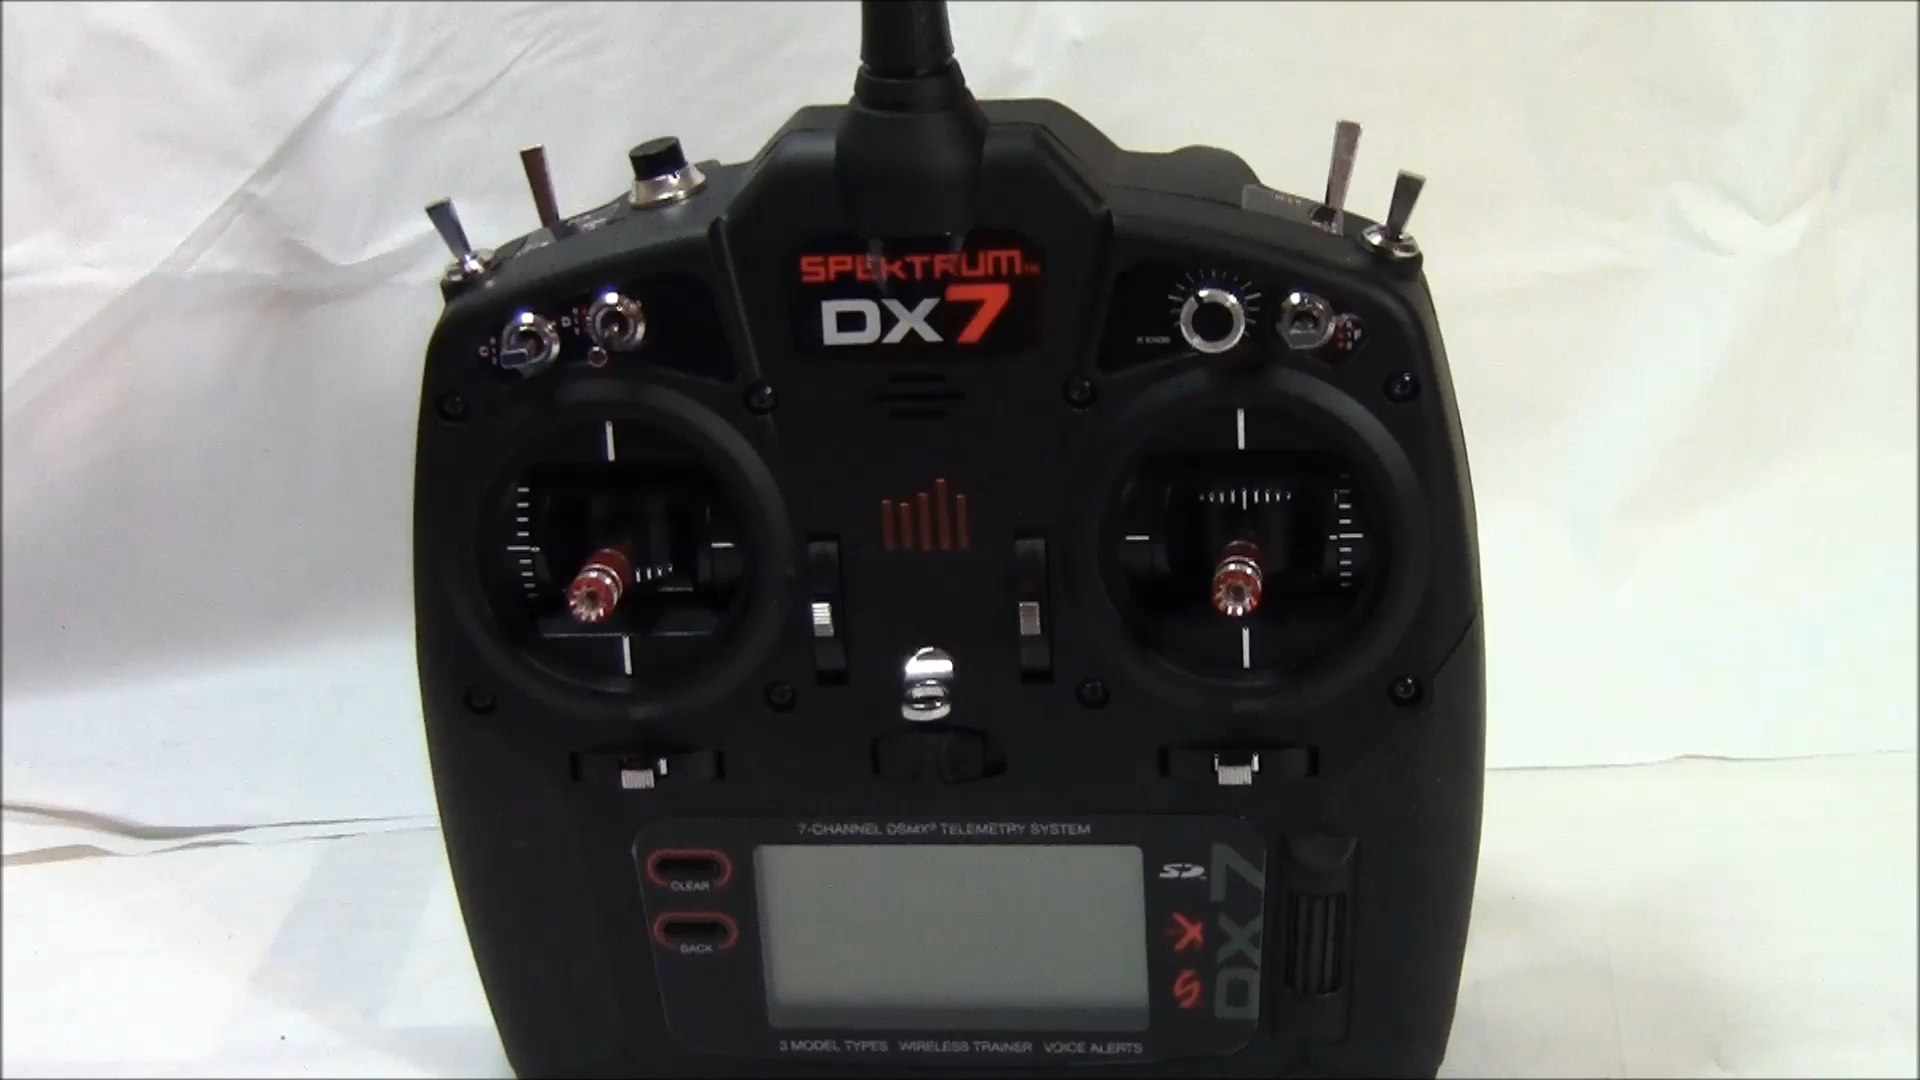 SPEKTRUM
DX7
C
D
R KNOB
F
7-CHANNEL DSMX® TELEMETRY SYSTEM
CLEAR
BACK
SD
DX7
3 MODEL TYPES WIRELESS TRAINER VOICE ALERTS